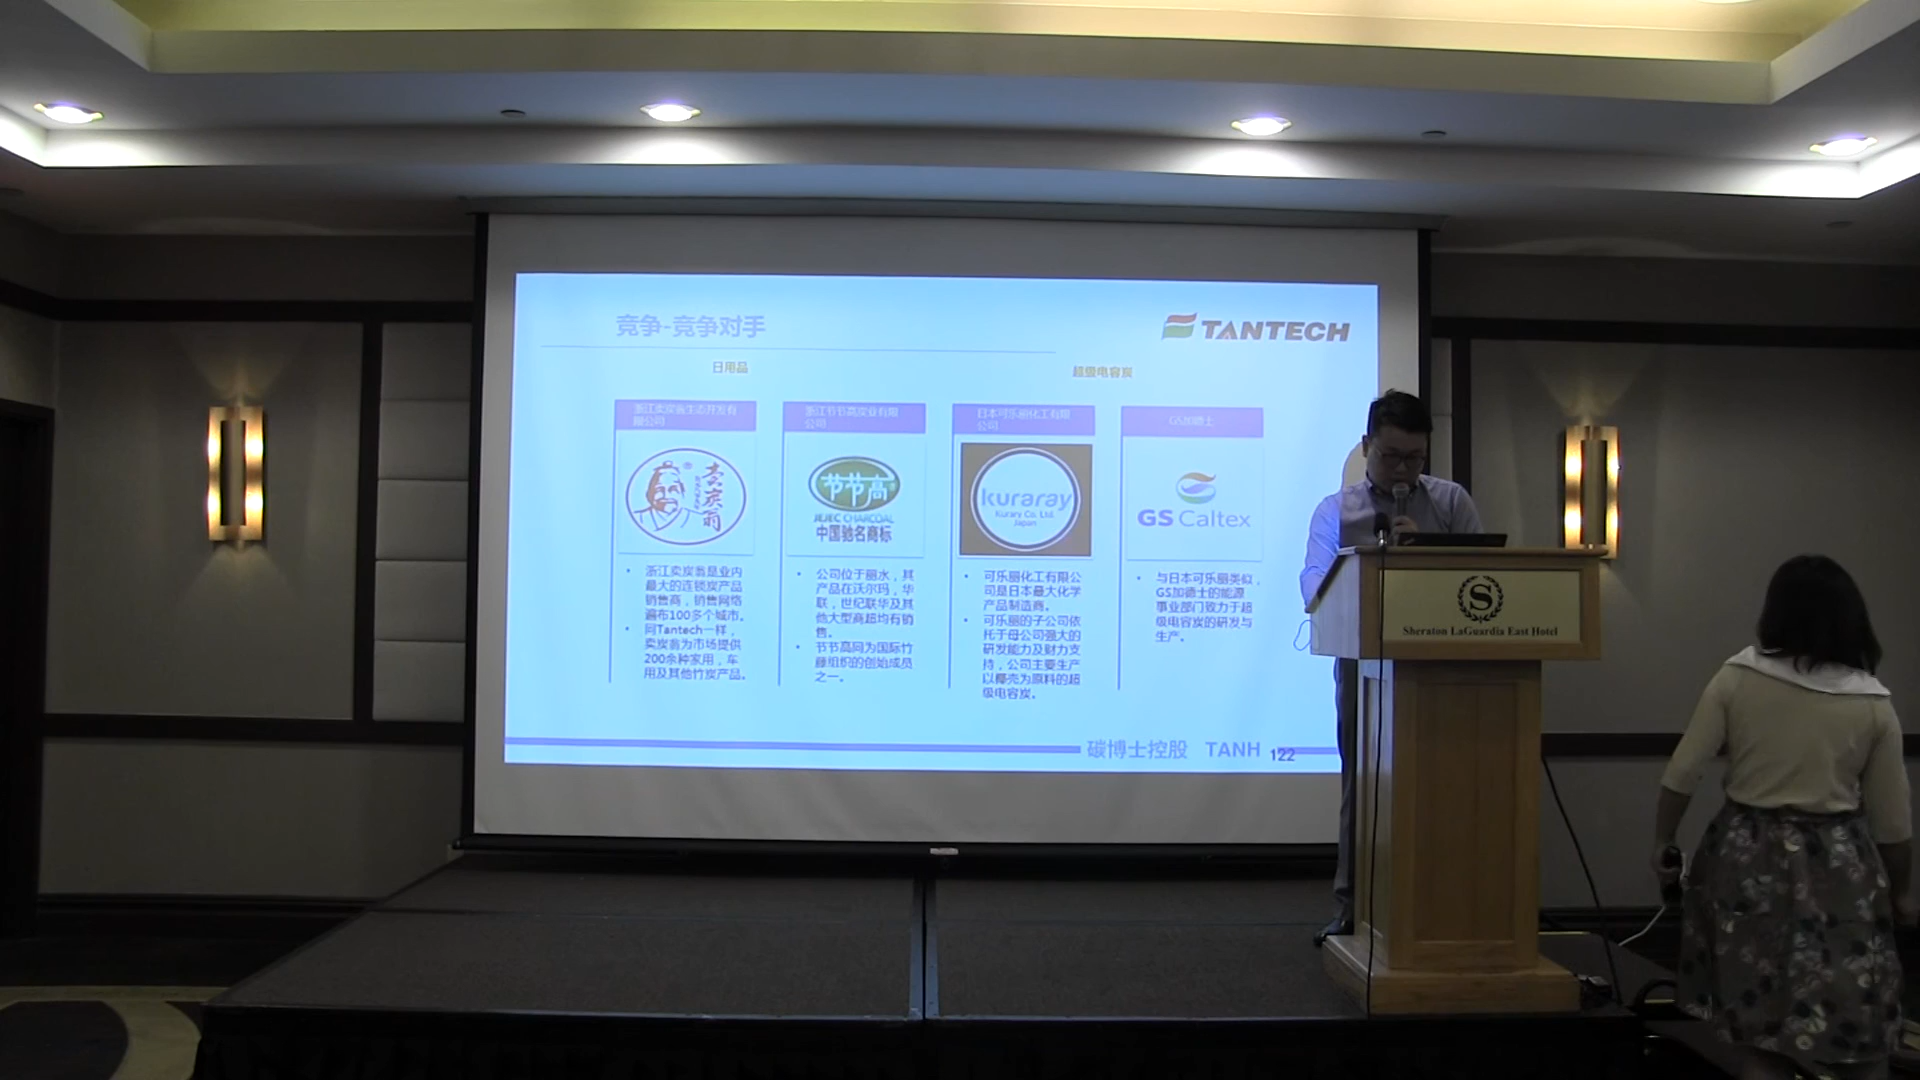 竞争-竞争对手
TANTECH
日用品
超级电容炭
浙江卖炭翁生态开发有
限公司
卖炭翁
浙江卖炭翁是业内
最大的连锁炭产品
销售商，销售网络
遍布100多个城市。
同Tantech一样，
卖炭翁为市场提供
200余种家用，车
用及其他竹炭产品。
浙江节节高炭业有限
公司
节节高
JEJEC CHARCOAL
中国驰名商标
公司位于丽水，其
产品在沃尔玛，华
联，世纪联华及其
他大型商超均有销
售。
节节高同为国际竹
藤组织的创始成员
之一。
日本可乐丽化工有限
公司
kuraray
Kurary Co. Ltd.
Japan
可乐丽化工有限公
司是日本最大化学
产品制造商。
可乐丽的子公司依
托于母公司强大的
研发能力及财力支
持，公司主要生产
以椰壳为原料的超
级电容炭。
GS加德士
GS Caltex
与日本可乐丽类似，
GS加德士的能源
事业部门致力于超
级电容炭的研发与
生产。
碳博士控股 TANH 122
S
Sheraton LaGuardia East Hotel